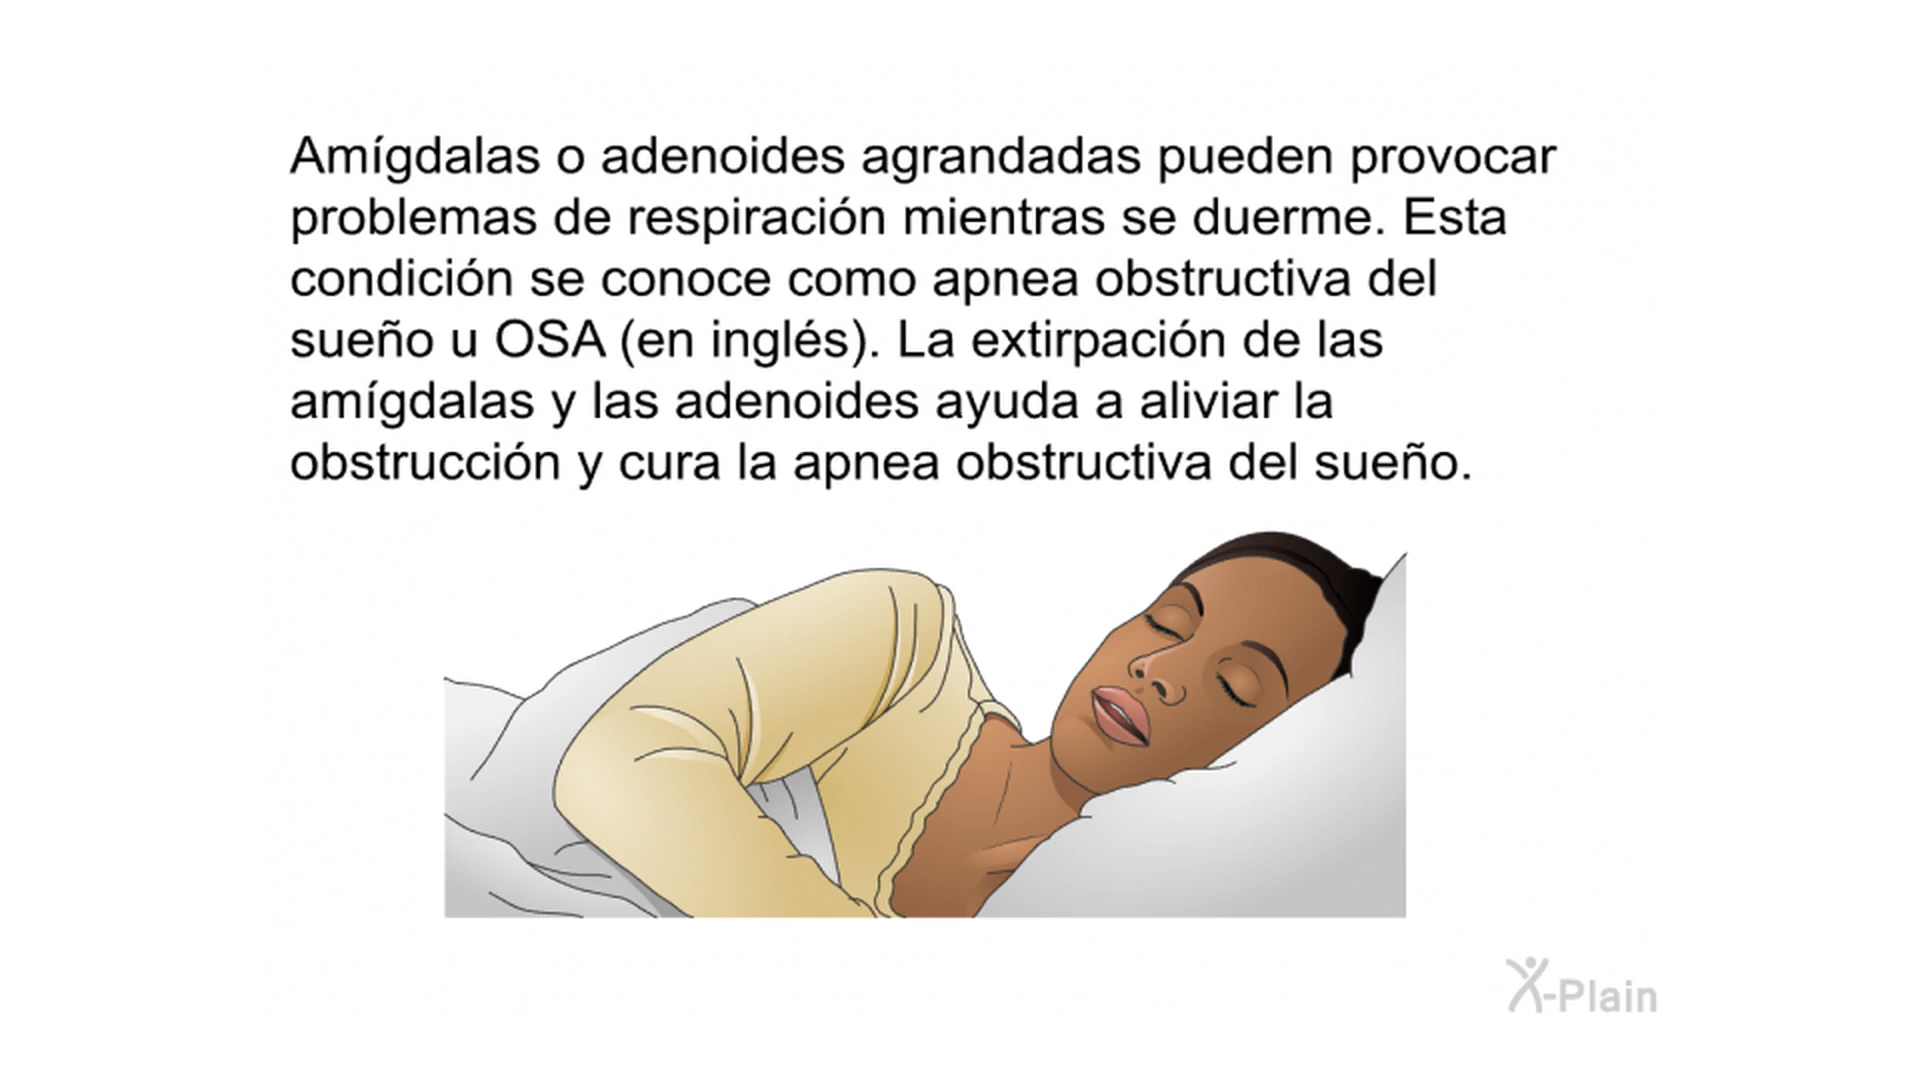 Amígdalas o adenoides agrandadas pueden provocar
problemas de respiración mientras se duerme. Esta
condición se conoce como apnea obstructiva del
sueño u OSA (en inglés). La extirpación de las
amígdalas y las adenoides ayuda a aliviar la
obstrucción y cura la apnea obstructiva del sueño.
X-Plain